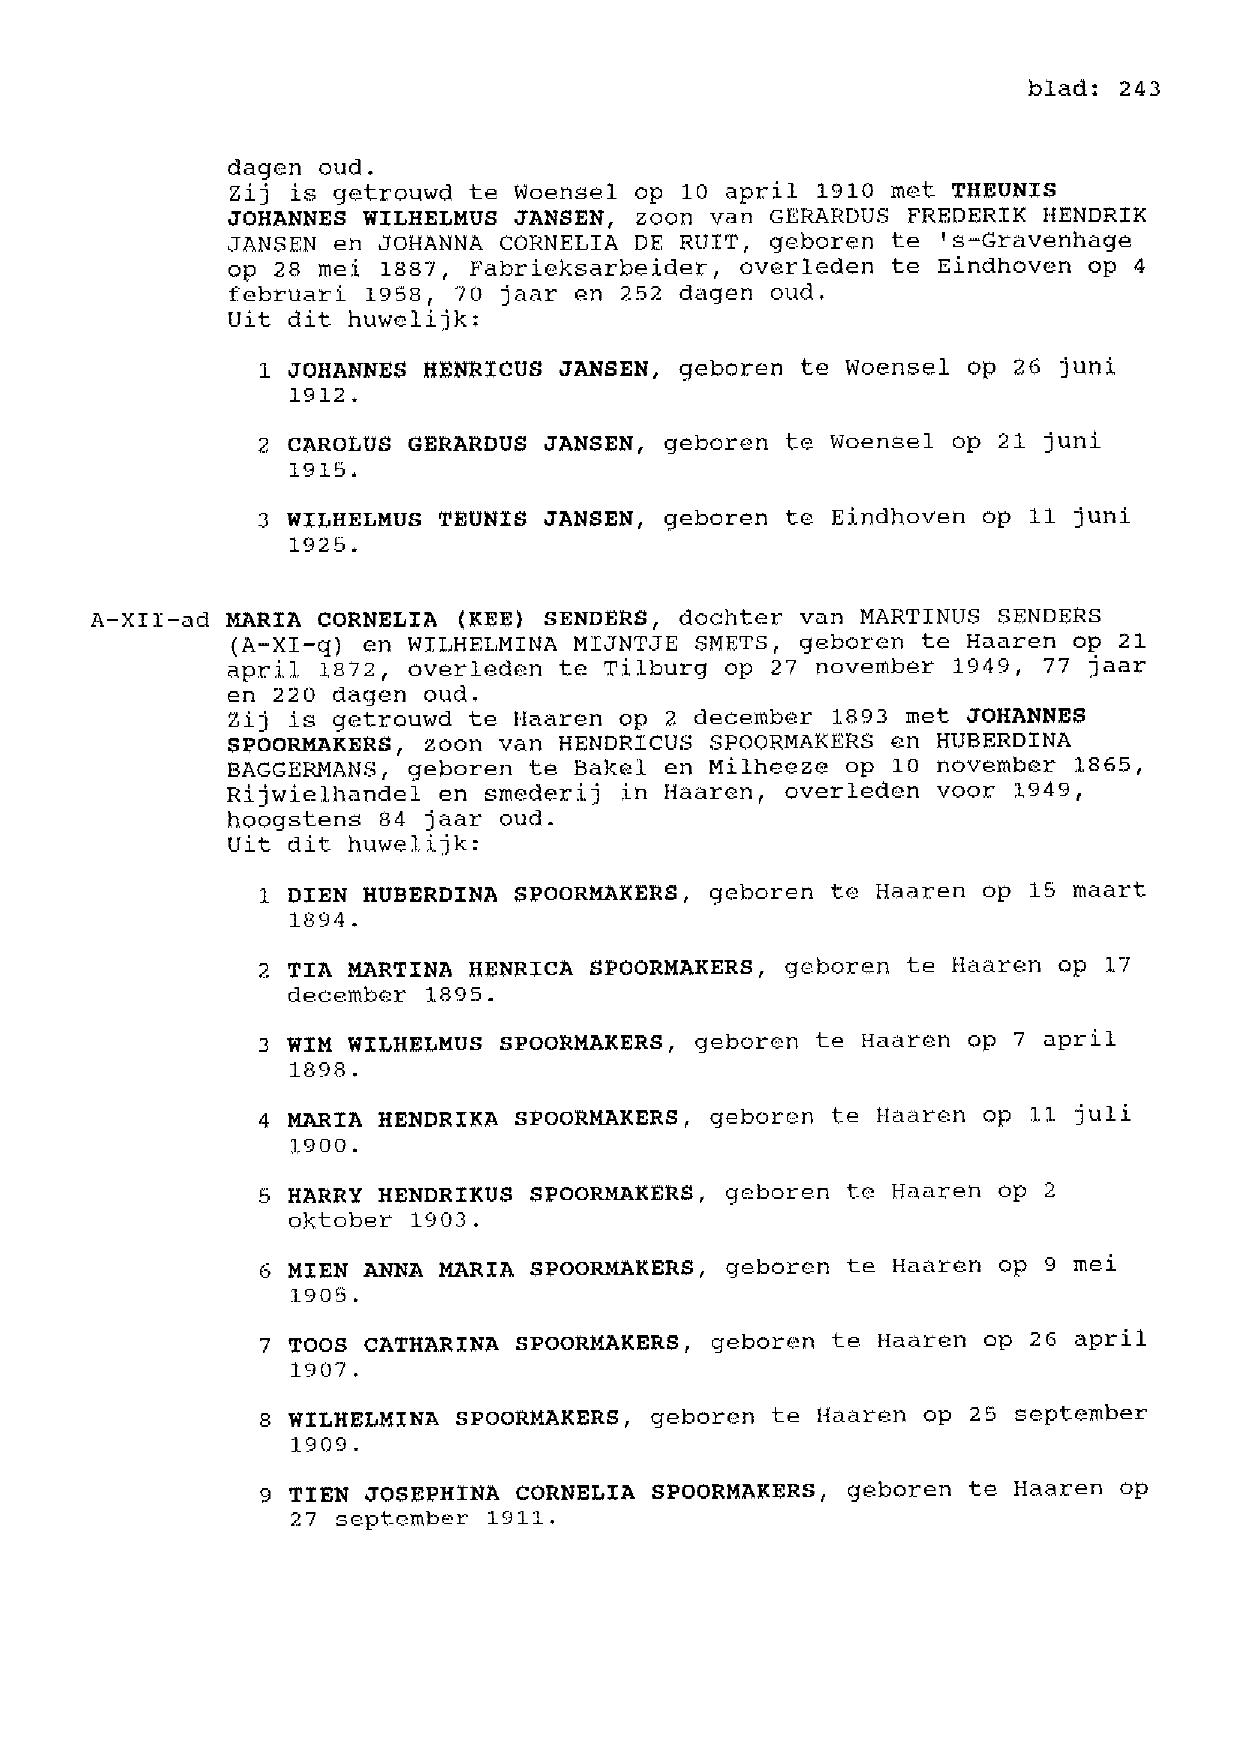 blad: 243
dagen oud.
Zij is getrouwd te Woensel op 10 april 1910 met THEUNIS
JOHANNES WILHELMUS JANSEN, zoon van GERARDUS FREDERIK HENDRIK
JANSEN en JOHANNA CORNELIA DE RUIT, geboren te 's-Gravenhage
op 28 mei 1887, Fabrieksarbeider, overleden te Eindhoven op 4
februari 1958, 70 jaar en 252 dagen oud.
Uit dit huwelijk:
1 JOHANNES HENRICUS JANSEN, geboren te Woensel op 26 juni
1912.
2 CAROLUS GERARDUS JANSEN, geboren te Woensel op 21 juni
1915.
3 WILHELMUS TEUNIS JANSEN, geboren te Eindhoven op 11 juni
1925.
A-XII-ad MARIA CORNELIA (KEE) SENDERS, dochter van MARTINUS SENDERS
(A-XI-q) en WILHELMINA MIJNTJE SMETS, geboren te Haaren op 21
april 1872, overleden te Tilburg op 27 november 1949, 77 jaar
en 220 dagen oud.
Zij is getrouwd te Haaren op 2 december 1893 met JOHANNES
SPOORMAKERS, zoon van HENDRICUS SPOORMAKERS en HUBERDINA
BAGGERMANS, geboren te Bakel en Milheeze op 10 november 1865,
Rijwielhandel en smederij in Haaren, overleden voor 1949,
hoogstens 84 jaar oud.
Uit dit huwelijk:
1 DIEN HUBERDINA SPOORMAKERS, geboren te Haaren op 15 maart
1894.
2 TIA MARTINA HENRICA SPOORMAKERS, geboren te Haaren op 17
december 1895.
3 WIM WILHELMUS SPOORMAKERS, geboren te Haaren op 7 april
1898.
4 MARIA HENDRIKA SPOORMAKERS, geboren te Haaren op 11 juli
1900.
5 HARRY HENDRIKUS SPOORMAKERS, geboren te Haaren op 2
oktober 1903.
6 MIEN ANNA MARIA SPOORMAKERS, geboren te Haaren op 9 mei
1905.
7 TOOS CATHARINA SPOORMAKERS, geboren te Haaren op 26 april
1907.
8 WILHELMINA SPOORMAKERS, geboren te Haaren op 25 september
1909.
9 TIEN JOSEPHINA CORNELIA SPOORMAKERS, geboren te Haaren op
27 september 1911.